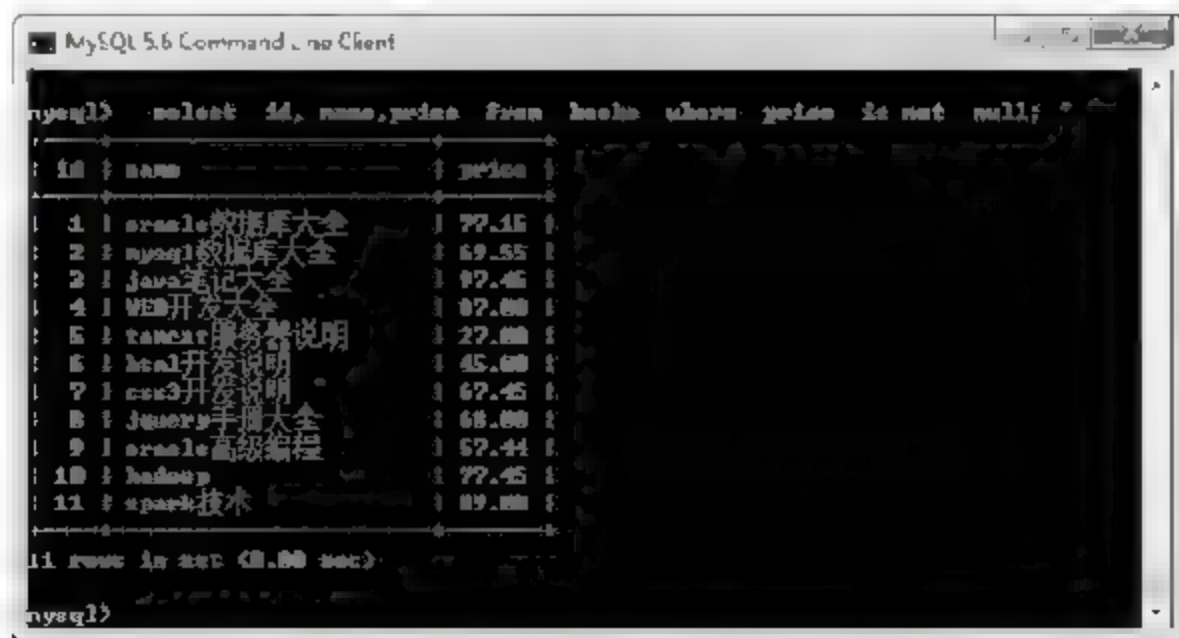 MySQL 5.6 Command Line Client
mysql> select id, name,price from books where price is not null;
| id | name | price |
| 1 | oracle数据库大全 | 77.15 |
| 2 | mysql数据库大全 | 69.55 |
| 3 | java笔记大全 | 97.45 |
| 4 | WEB开发大全 | 87.00 |
| 5 | tomcat服务器说明 | 27.00 |
| 6 | html开发说明 | 45.00 |
| 7 | css3开发说明 | 67.45 |
| 8 | jquery手册大全 | 68.00 |
| 9 | oracle高级编程 | 57.44 |
| 10 | hadoop | 77.45 |
| 11 | spark技术 | 89.00 |
11 rows in set (0.00 sec)
mysql>